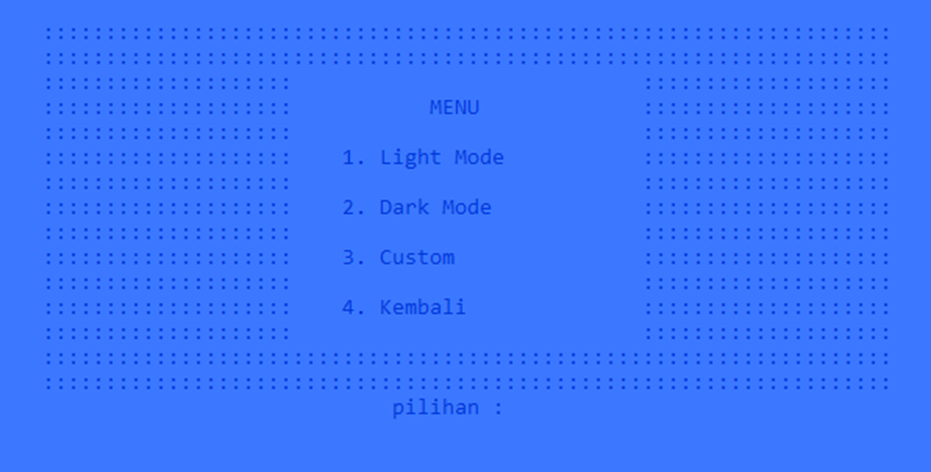 MENU
1. Light Mode
2. Dark Mode
3. Custom
4. Kembali
pilihan :